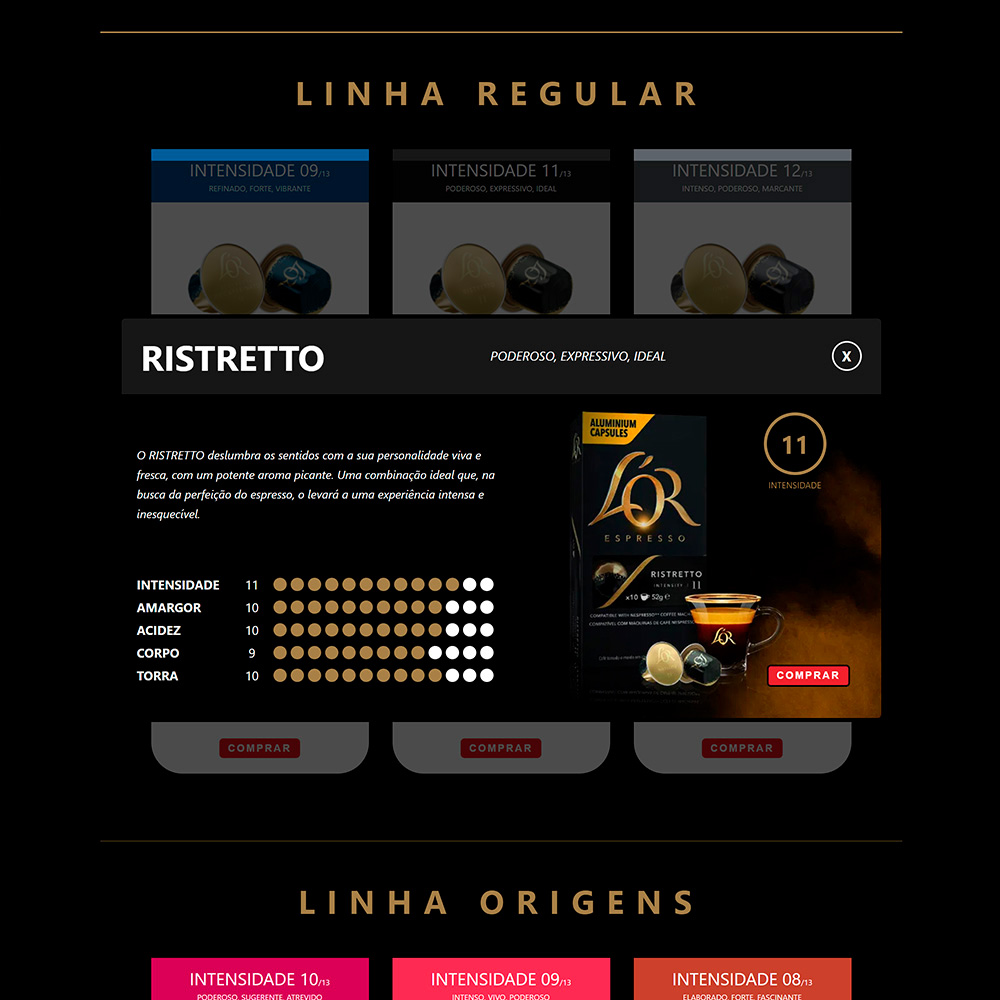 LINHA REGULAR
INTENSIDADE 09/13
REFINADO, FORTE, VIBRANTE
INTENSIDADE 11/13
PODEROSO, EXPRESSIVO, IDEAL
INTENSIDADE 12/13
INTENSO, PODEROSO, MARCANTE
RISTRETTO
PODEROSO, EXPRESSIVO, IDEAL
X
O RISTRETTO deslumbra os sentidos com a sua personalidade viva e
fresca, com um potente aroma picante. Uma combinação ideal que, na
busca da perfeição do espresso, o levará a uma experiência intensa e
inesquecível.
INTENSIDADE 11
AMARGOR 10
ACIDEZ 10
CORPO 9
TORRA 10
ALUMINIUM
CAPSULES
L'OR
ESPRESSO
RISTRETTO
INTENSITY 11
x10 52g e
COMPATIBLE WITH NESPRESSO
COMPATÍVEL COM MÁQUINAS DE CAFÉ
L'OR
11
INTENSIDADE
COMPRAR
COMPRAR
COMPRAR
COMPRAR
LINHA ORIGENS
INTENSIDADE 10/13
PODEROSO, SUGERENTE, ATREVIDO
INTENSIDADE 09/13
INTENSO, VIVO, PODEROSO
INTENSIDADE 08/13
ELABORADO, FORTE, FASCINANTE